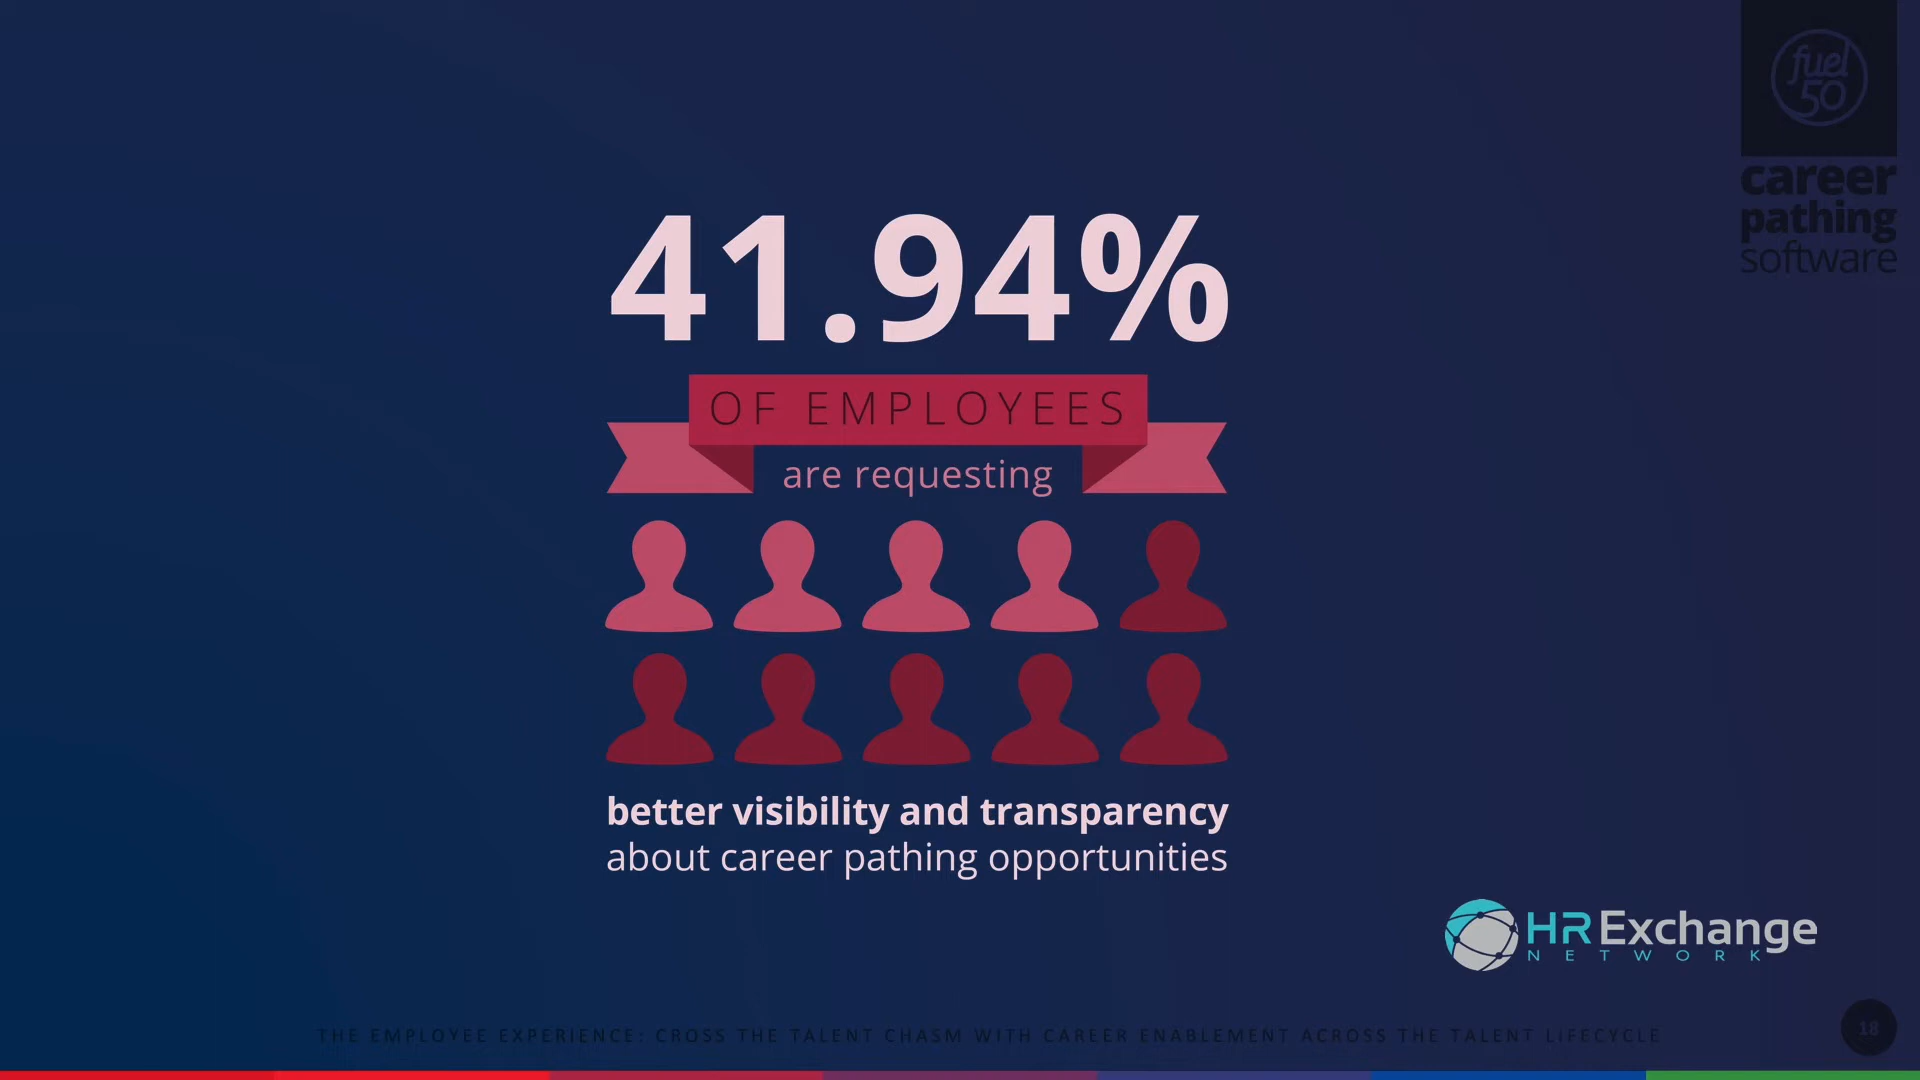 fuel
50
career
pathing
software
41.94%
OF EMPLOYEES
are requesting
better visibility and transparency
about career pathing opportunities
HR Exchange
NETWORK
THE EMPLOYEE EXPERIENCE: CROSS THE TALENT CHASM WITH CAREER ENABLEMENT ACROSS THE TALENT LIFECYCLE
18